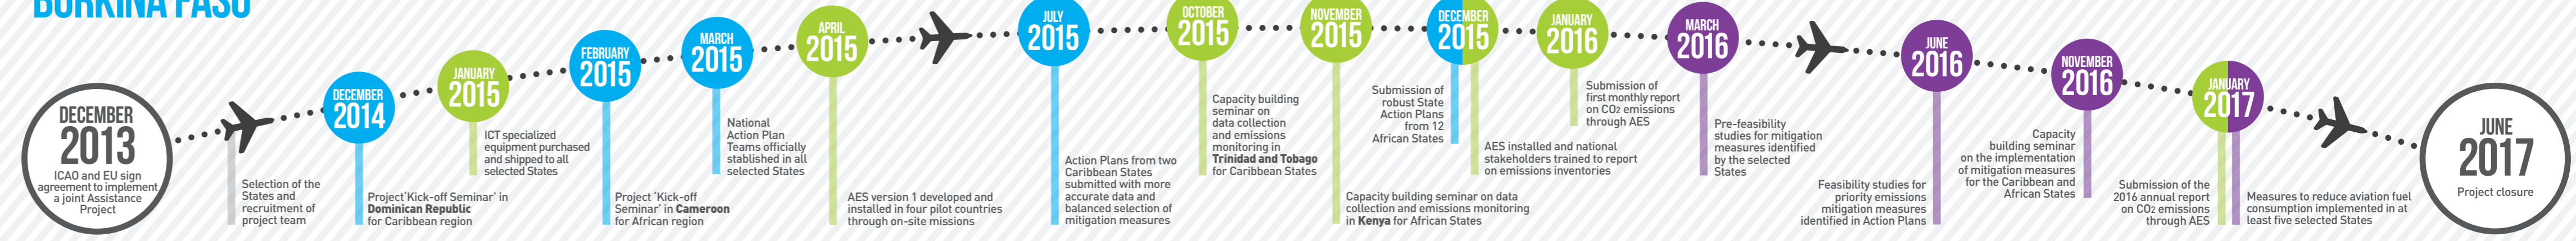 BURKINA FASO
DECEMBER
2013
ICAO and EU sign
agreement to implement
a joint Assistance
Project
Selection of the
States and
recruitment of
project team
DECEMBER
2014
Project'Kick-off Seminar' in
Dominican Republic
for Caribbean region
JANUARY
2015
ICT specialized
equipment purchased
and shipped to all
selected States
FEBRUARY
2015
Project 'Kick-off
Seminar' in Cameroon
for African region
MARCH
2015
National
Action Plan
Teams officially
stablished in all
selected States
APRIL
2015
AES version 1 developed and
installed in four pilot countries
through on-site missions
JULY
2015
Action Plans from two
Caribbean States
submitted with more
accurate data and
balanced selection of
mitigation measures
OCTOBER
2015
Capacity building
seminar on
data collection
and emissions
monitoring in
Trinidad and Tobago
for Caribbean States
NOVEMBER
2015
Capacity building seminar on data
collection and emissions monitoring
in Kenya for African States
DECEMBER
2015
Submission of
robust State
Action Plans
from 12
African States
AES installed and national
stakeholders trained to report
on emissions inventories
JANUARY
2016
Submission of
first monthly report
on CO2 emissions
through AES
MARCH
2016
Pre-feasibility
studies for mitigation
measures identified
by the selected
States
JUNE
2016
Feasibility studies for
priority emissions
mitigation measures
identified in Action Plans
NOVEMBER
2016
Capacity
building seminar
on the implementation
of mitigation measures
for the Caribbean and
African States
JANUARY
2017
Submission of the
2016 annual report
on CO2 emissions
through AES
Measures to reduce aviation fuel
consumption implemented in at
least five selected States
JUNE
2017
Project closure